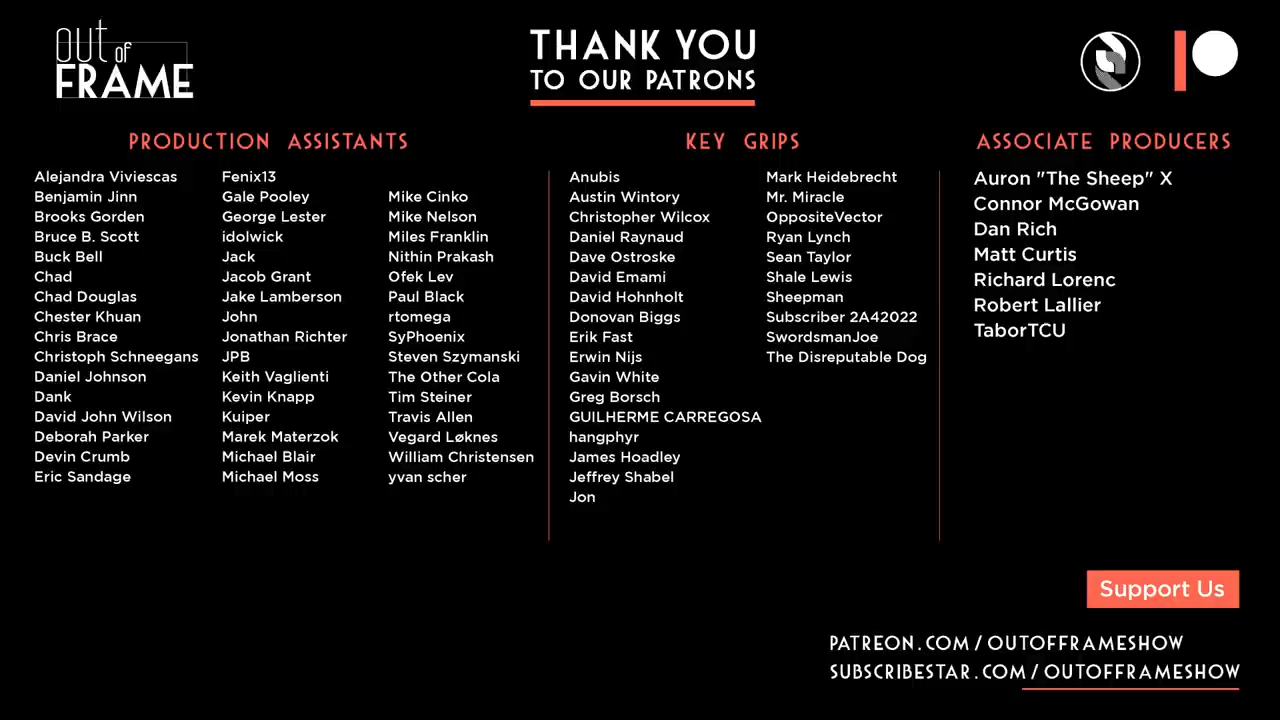 OUT OF
FRAME
THANK YOU
TO OUR PATRONS
PRODUCTION ASSISTANTS
Alejandra Viviescas
Benjamin Jinn
Brooks Gorden
Bruce B. Scott
Buck Bell
Chad
Chad Douglas
Chester Khuan
Chris Brace
Christoph Schneegans
Daniel Johnson
Dank
David John Wilson
Deborah Parker
Devin Crumb
Eric Sandage
Fenix13
Gale Pooley
George Lester
idolwick
Jack
Jacob Grant
Jake Lamberson
John
Jonathan Richter
JPB
Keith Vaglienti
Kevin Knapp
Kuiper
Marek Materzok
Michael Blair
Michael Moss
Mike Cinko
Mike Nelson
Miles Franklin
Nithin Prakash
Ofek Lev
Paul Black
rtomega
SyPhoenix
Steven Szymanski
The Other Cola
Tim Steiner
Travis Allen
Vegard Løknes
William Christensen
yvan scher
KEY GRIPS
Anubis
Austin Wintory
Christopher Wilcox
Daniel Raynaud
Dave Ostroske
David Emami
David Hohnholt
Donovan Biggs
Erik Fast
Erwin Nijs
Gavin White
Greg Borsch
GUILHERME CARREGOSA
hangphyr
James Hoadley
Jeffrey Shabel
Jon
Mark Heidebrecht
Mr. Miracle
OppositeVector
Ryan Lynch
Sean Taylor
Shale Lewis
Sheepman
Subscriber 2A42022
SwordsmanJoe
The Disreputable Dog
ASSOCIATE PRODUCERS
Auron "The Sheep" X
Connor McGowan
Dan Rich
Matt Curtis
Richard Lorenc
Robert Lallier
TaborTCU
Support Us
PATREON.COM/OUTOFFRAMESHOW
SUBSCRIBESTAR.COM/OUTOFFRAMESHOW